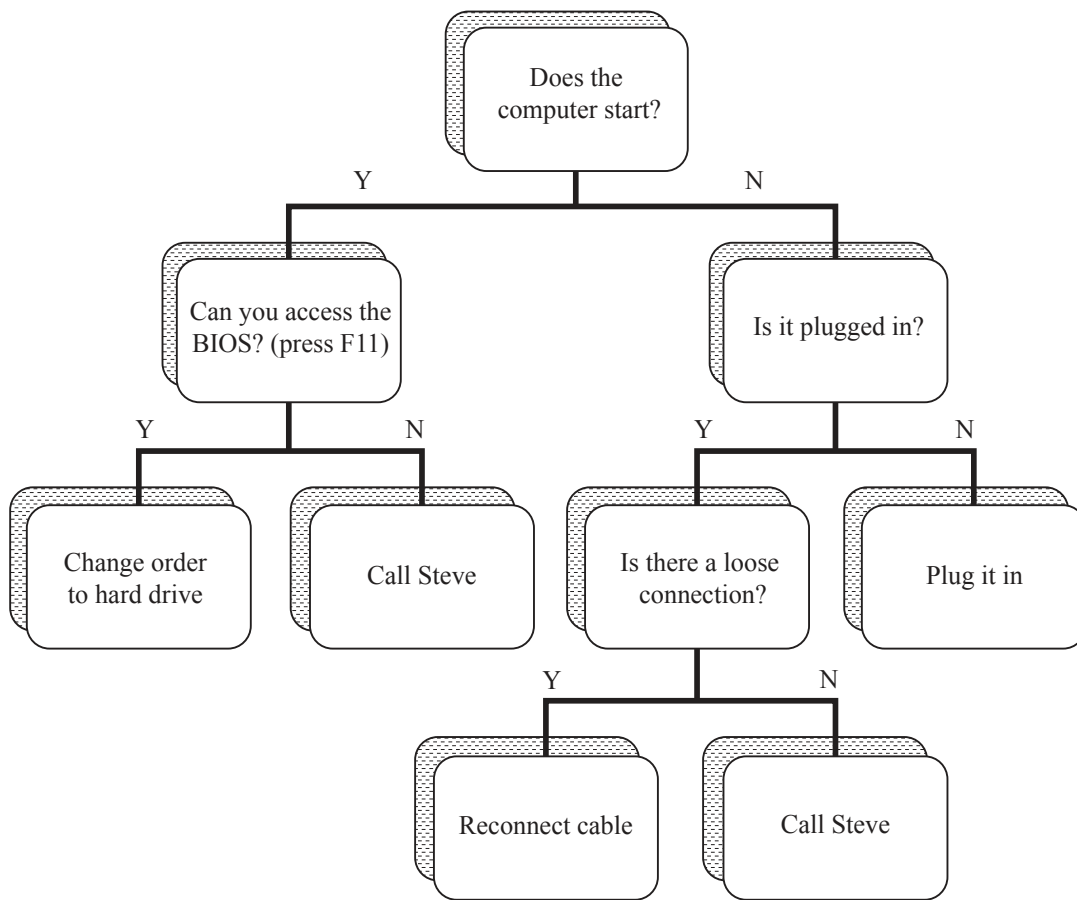 Does the
computer start?
Y
N
Can you access the
BIOS? (press F11)
Is it plugged in?
Y
N
Y
N
Change order
to hard drive
Call Steve
Is there a loose
connection?
Plug it in
Y
N
Reconnect cable
Call Steve